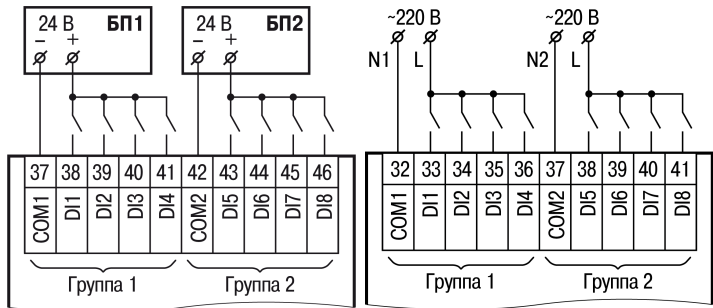 24 В БП1
– +
24 В БП2
– +
37 38 39 40 41 42 43 44 45 46
COM1 DI1 DI2 DI3 DI4 COM2 DI5 DI6 DI7 DI8
Группа 1 Группа 2
~220 В ~220 В
N1 L N2 L
32 33 34 35 36 37 38 39 40 41
COM1 DI1 DI2 DI3 DI4 COM2 DI5 DI6 DI7 DI8
Группа 1 Группа 2